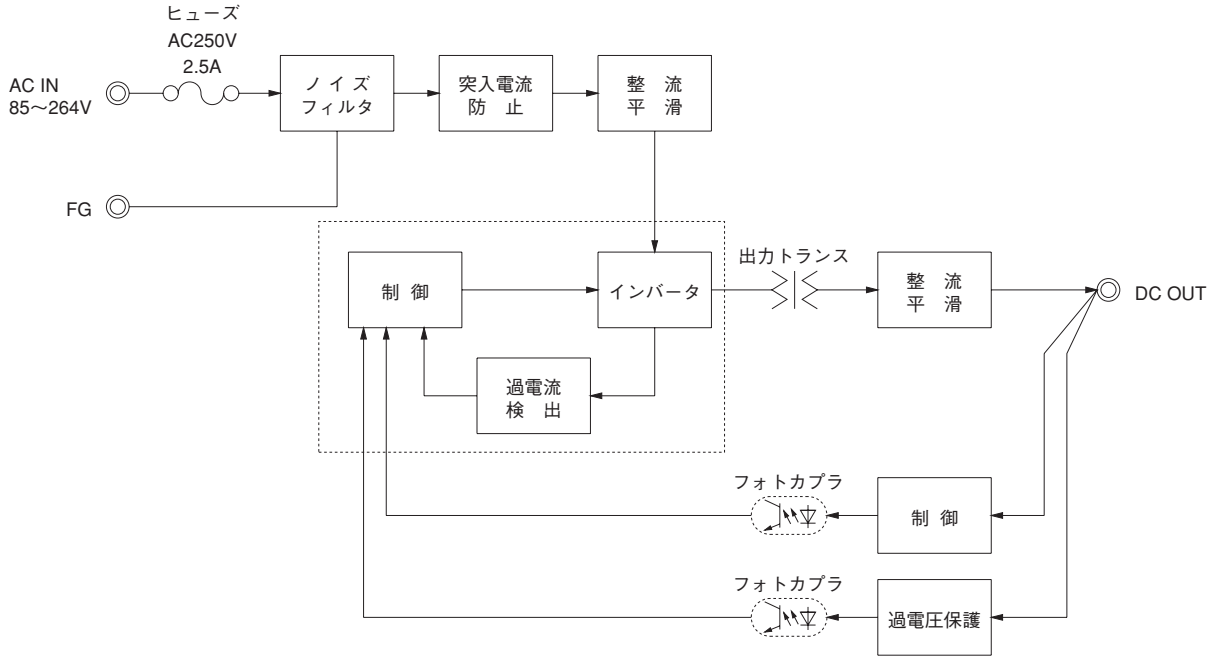 ヒューズ
AC250V
2.5A
AC IN
85〜264V
ノイズ
フィルタ
突入電流
防止
整流
平滑
FG
制御
インバータ
出力トランス
整流
平滑
DC OUT
過電流
検出
フォトカプラ
制御
フォトカプラ
過電圧保護